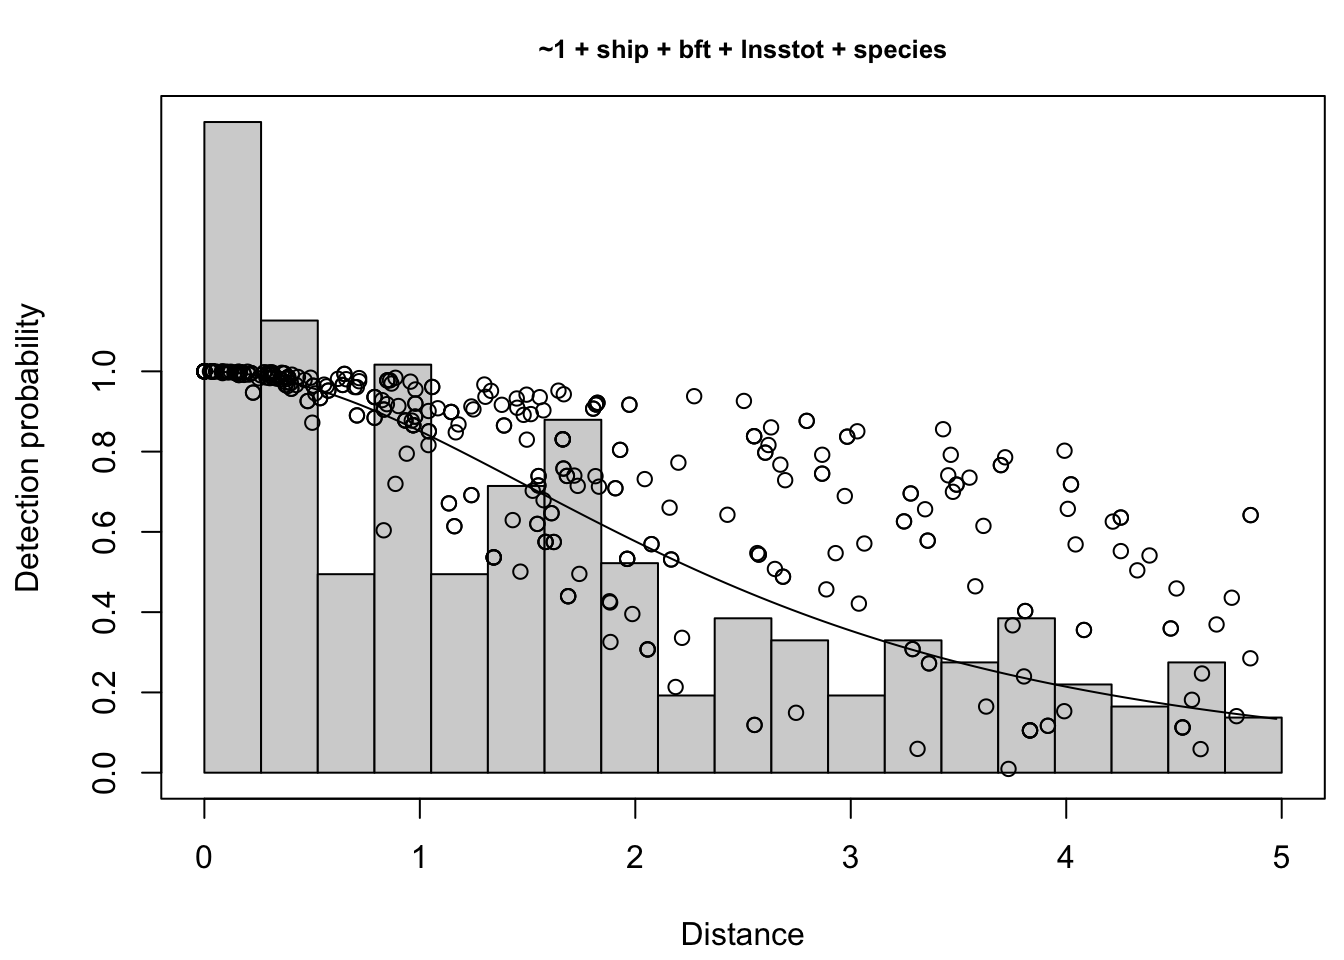 ~1 + ship + bft + lnsstot + species
Detection probability
1.0
0.8
0.6
0.4
0.2
0.0
0 1 2 3 4 5
Distance